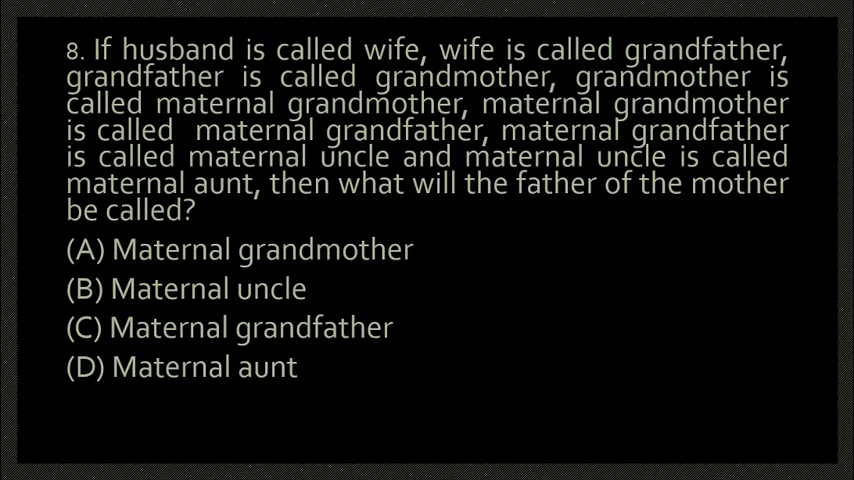 8. If husband is called wife, wife is called grandfather,
grandfather is called grandmother, grandmother is
called maternal grandmother, maternal grandmother
is called maternal grandfather, maternal grandfather
is called maternal uncle and maternal uncle is called
maternal aunt, then what will the father of the mother
be called?
(A) Maternal grandmother
(B) Maternal uncle
(C) Maternal grandfather
(D) Maternal aunt